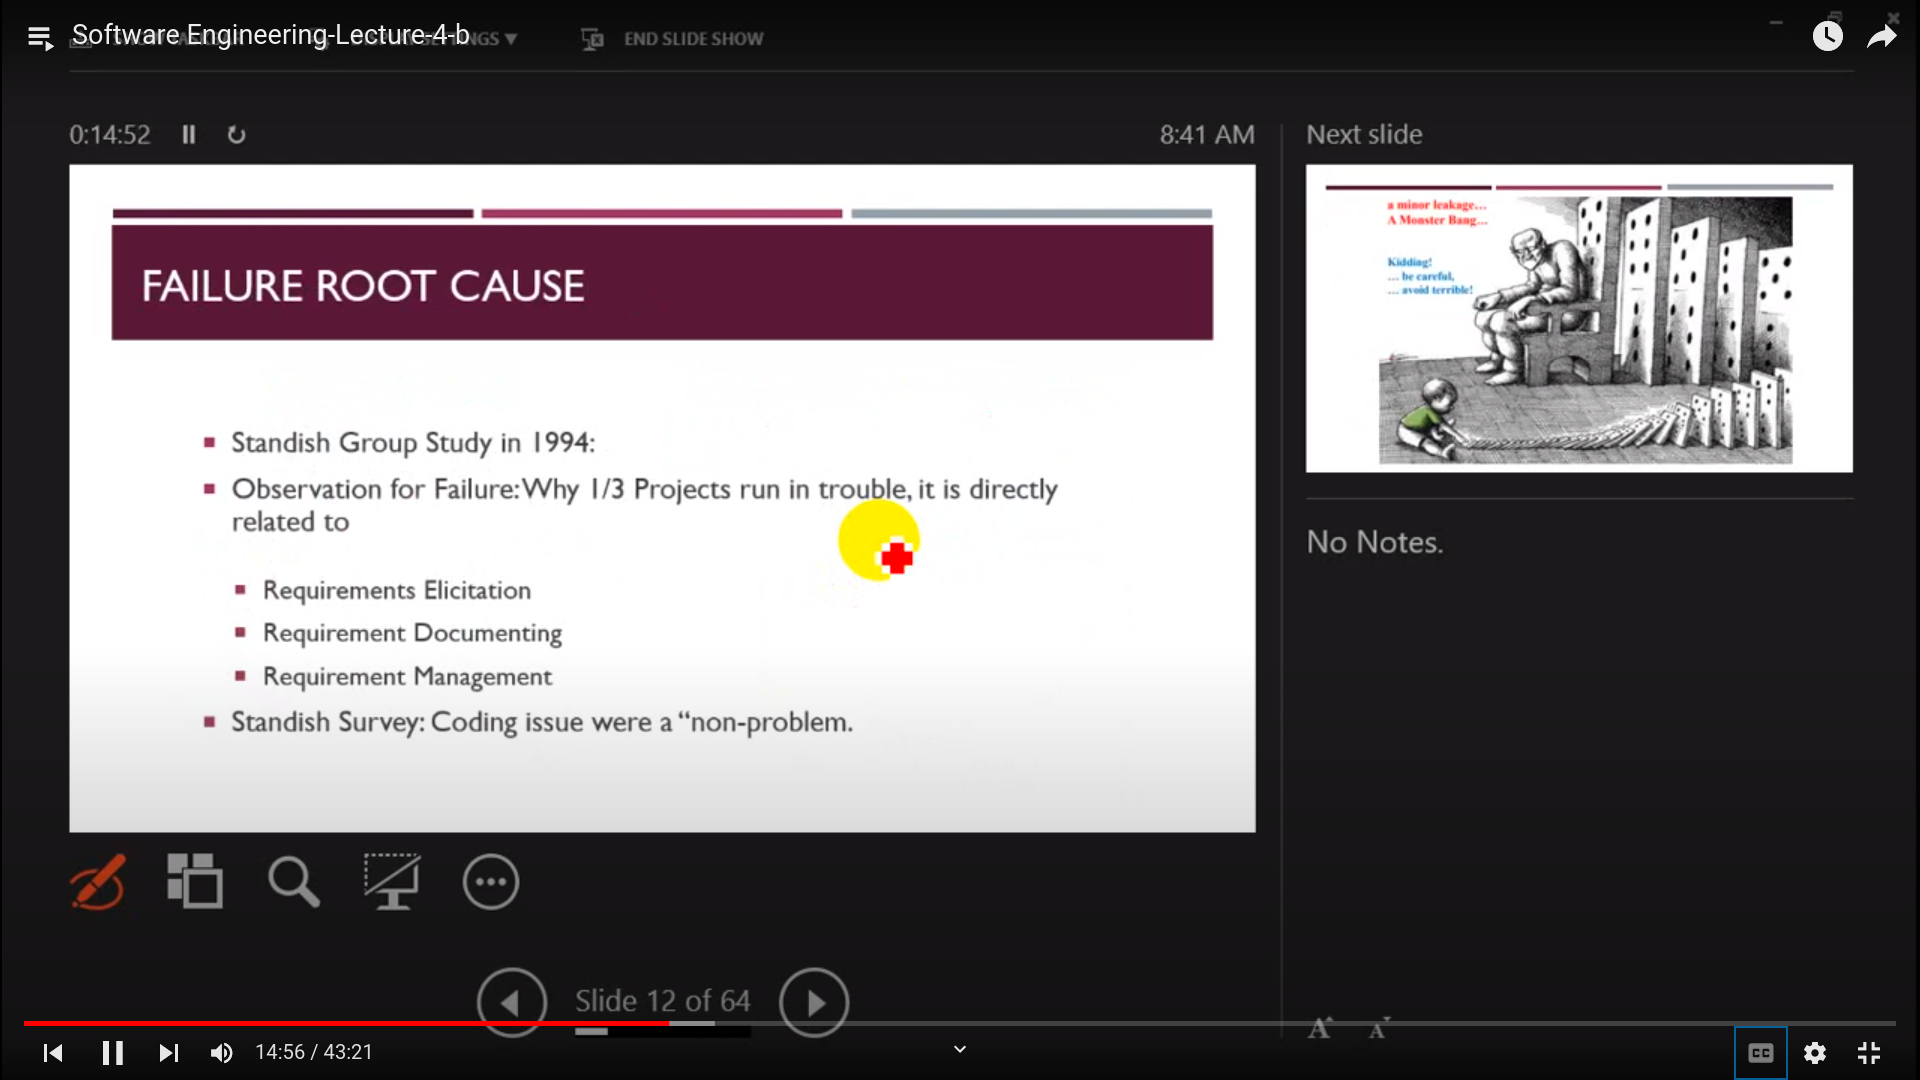 Software Engineering-Lecture-4-b
END SLIDE SHOW
0:14:52
8:41 AM
Next slide
FAILURE ROOT CAUSE
Standish Group Study in 1994:
Observation for Failure: Why 1/3 Projects run in trouble, it is directly
related to
Requirements Elicitation
Requirement Documenting
Requirement Management
Standish Survey: Coding issue were a “non-problem.
a minor leakage...
A Monster Bang...
Kidding!
... be careful,
... avoid terrible!
No Notes.
Slide 12 of 64
A A
14:56 / 43:21
CC